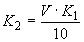 K₂ = V · K₁ / 10